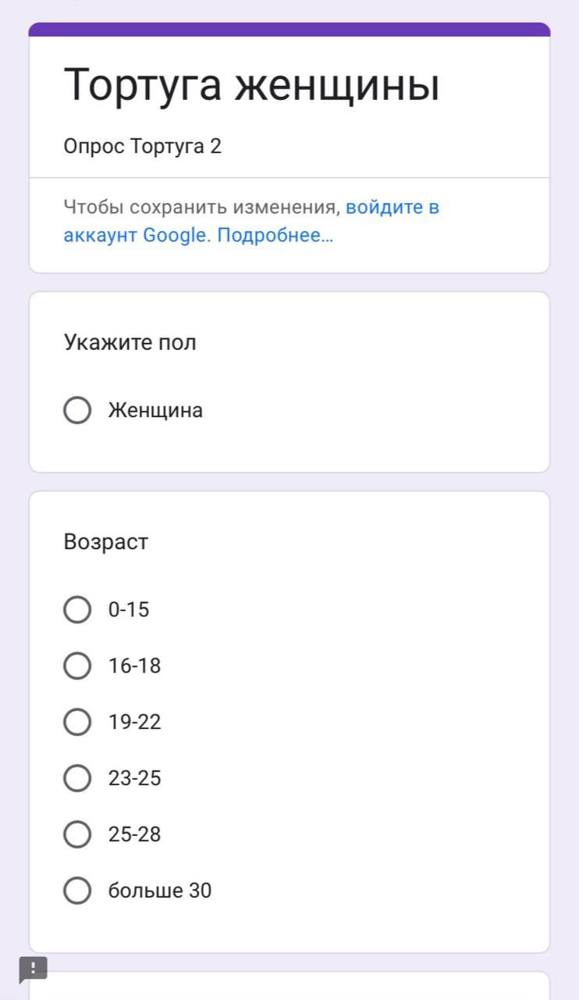 Тортуга женщины
Опрос Тортуга 2
Чтобы сохранить изменения, войдите в
аккаунт Google. Подробнее…
Укажите пол
Женщина
Возраст
0-15
16-18
19-22
23-25
25-28
больше 30